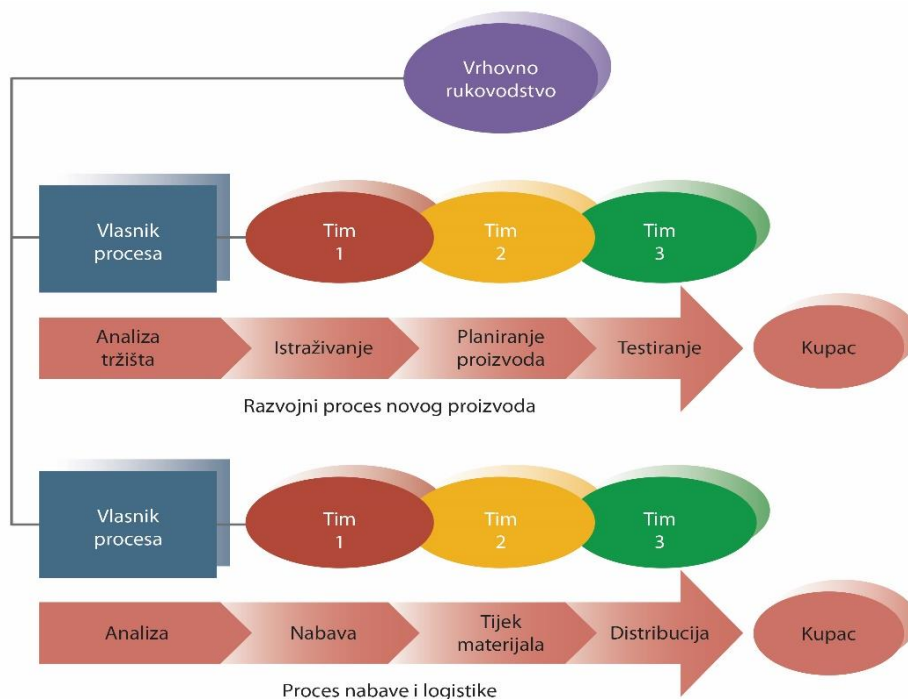 Vrhovno
rukovodstvo
Vlasnik
procesa
Tim
1
Tim
2
Tim
3
Analiza
tržišta
Istraživanje
Planiranje
proizvoda
Testiranje
Kupac
Razvojni proces novog proizvoda
Vlasnik
procesa
Tim
1
Tim
2
Tim
3
Analiza
Nabava
Tijek
materijala
Distribucija
Kupac
Proces nabave i logistike